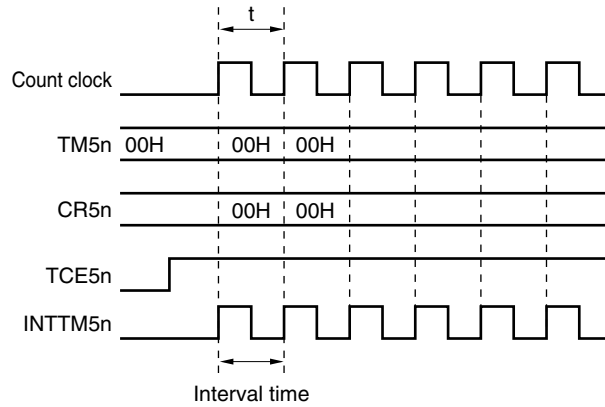 t
Count clock
TM5n 00H 00H 00H
CR5n 00H 00H
TCE5n
INTTM5n
Interval time